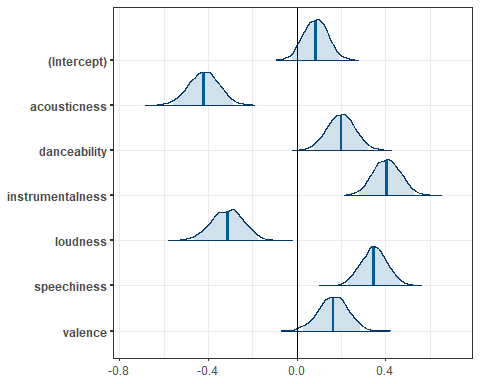 (Intercept)
acousticness
danceability
instrumentalness
loudness
speechiness
valence
-0.8 -0.4 0.0 0.4